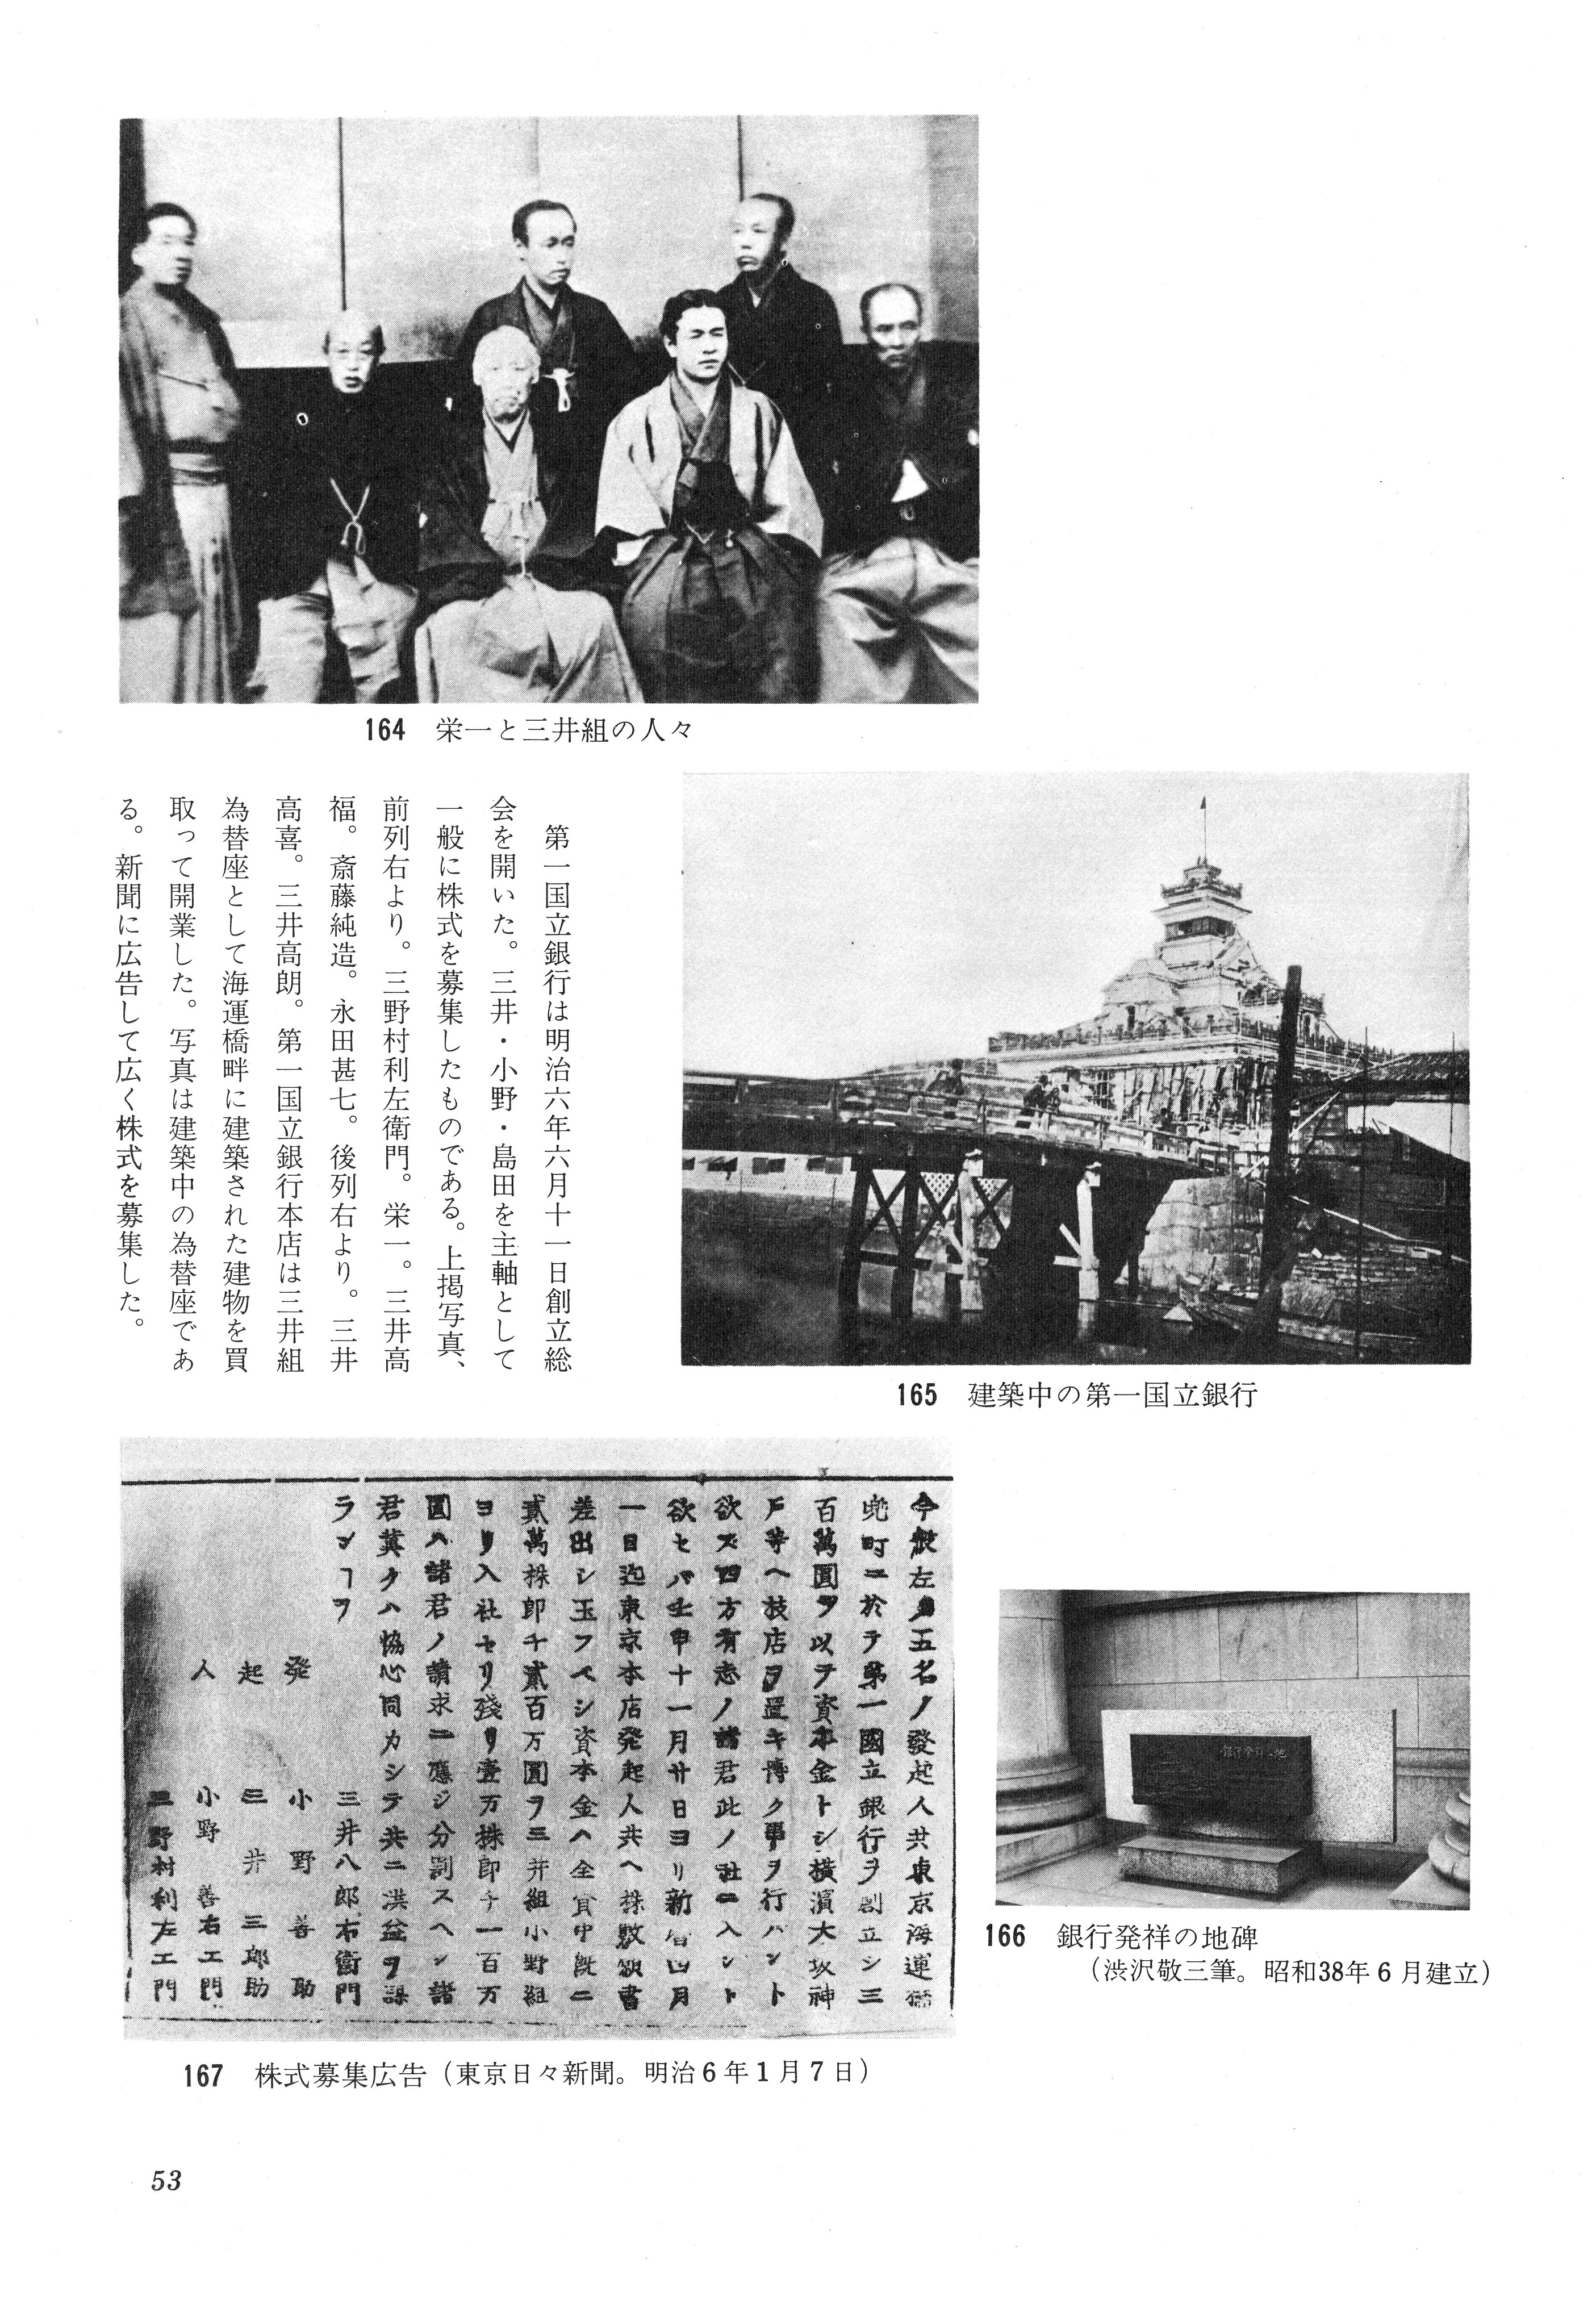 164 栄一と三井組の人々
第一国立銀行は明治六年六月十一日創立総
会を開いた。三井・小野・島田を主軸として
一般に株式を募集したものである。上掲写真、
前列右より。三野村利左衛門。栄一。三井高
福。斎藤純造。永田甚七。後列右より。三井
高喜。三井高朗。第一国立銀行本店は三井組
為替座として海運橋畔に建築された建物を買
取って開業した。写真は建築中の為替座であ
る。新聞に広告して広く株式を募集した。
165 建築中の第一国立銀行
今般左ノ五名ノ發起人共東京海運橋
兜町ニ於テ第一國立銀行ヲ創立シ三
百萬圓ヲ以テ資本金トシ横濱大坂神
戸等ヘ枝店ヲ置キ博ク事ヲ行ハント
欲ス四方有志ノ諸君此ノ社ニ入ント
欲セバ壬申十一月廿日ヨリ新暦四月
一日迄東京本店発起人共ヘ株数願書
差出シ玉フベシ資本金ハ全員中既ニ
貳萬株即チ貳百万圓ヲ三井組小野組
ヨリ入社セリ残リ壹万株即チ一百万
圓ハ諸君ノ請求ニ應ジ分割スヘシ諸
君冀クハ協心同力シテ共ニ洪益ヲ謀
ランコヲ
發起人
三井八郎右衛門
小野善助
三井三郎助
小野善右工門
三野村利左工門
166 銀行発祥の地碑
(渋沢敬三筆。昭和38年6月建立)
167 株式募集広告(東京日々新聞。明治6年1月7日)
53